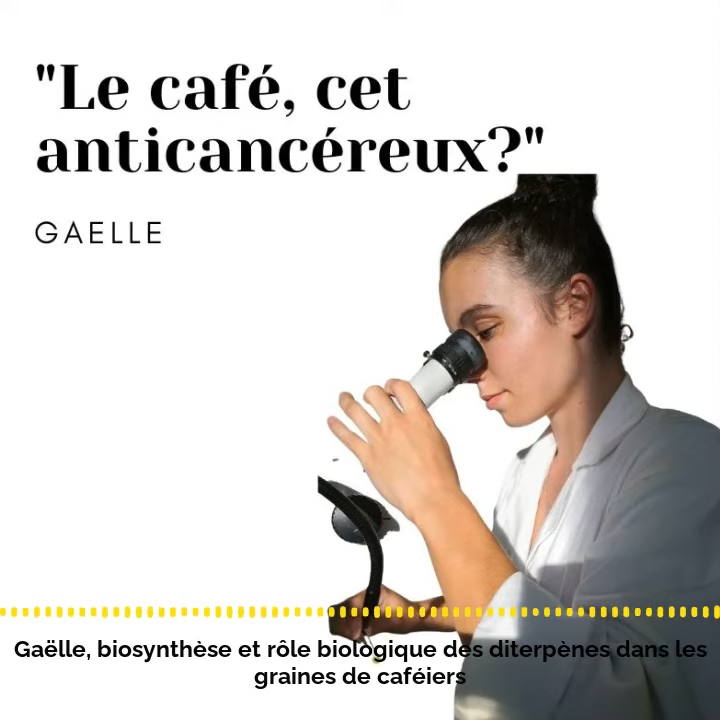 "Le café, cet
anticancéreux?"
GAELLE
Gaëlle, biosynthèse et rôle biologique des diterpènes dans les
graines de caféiers